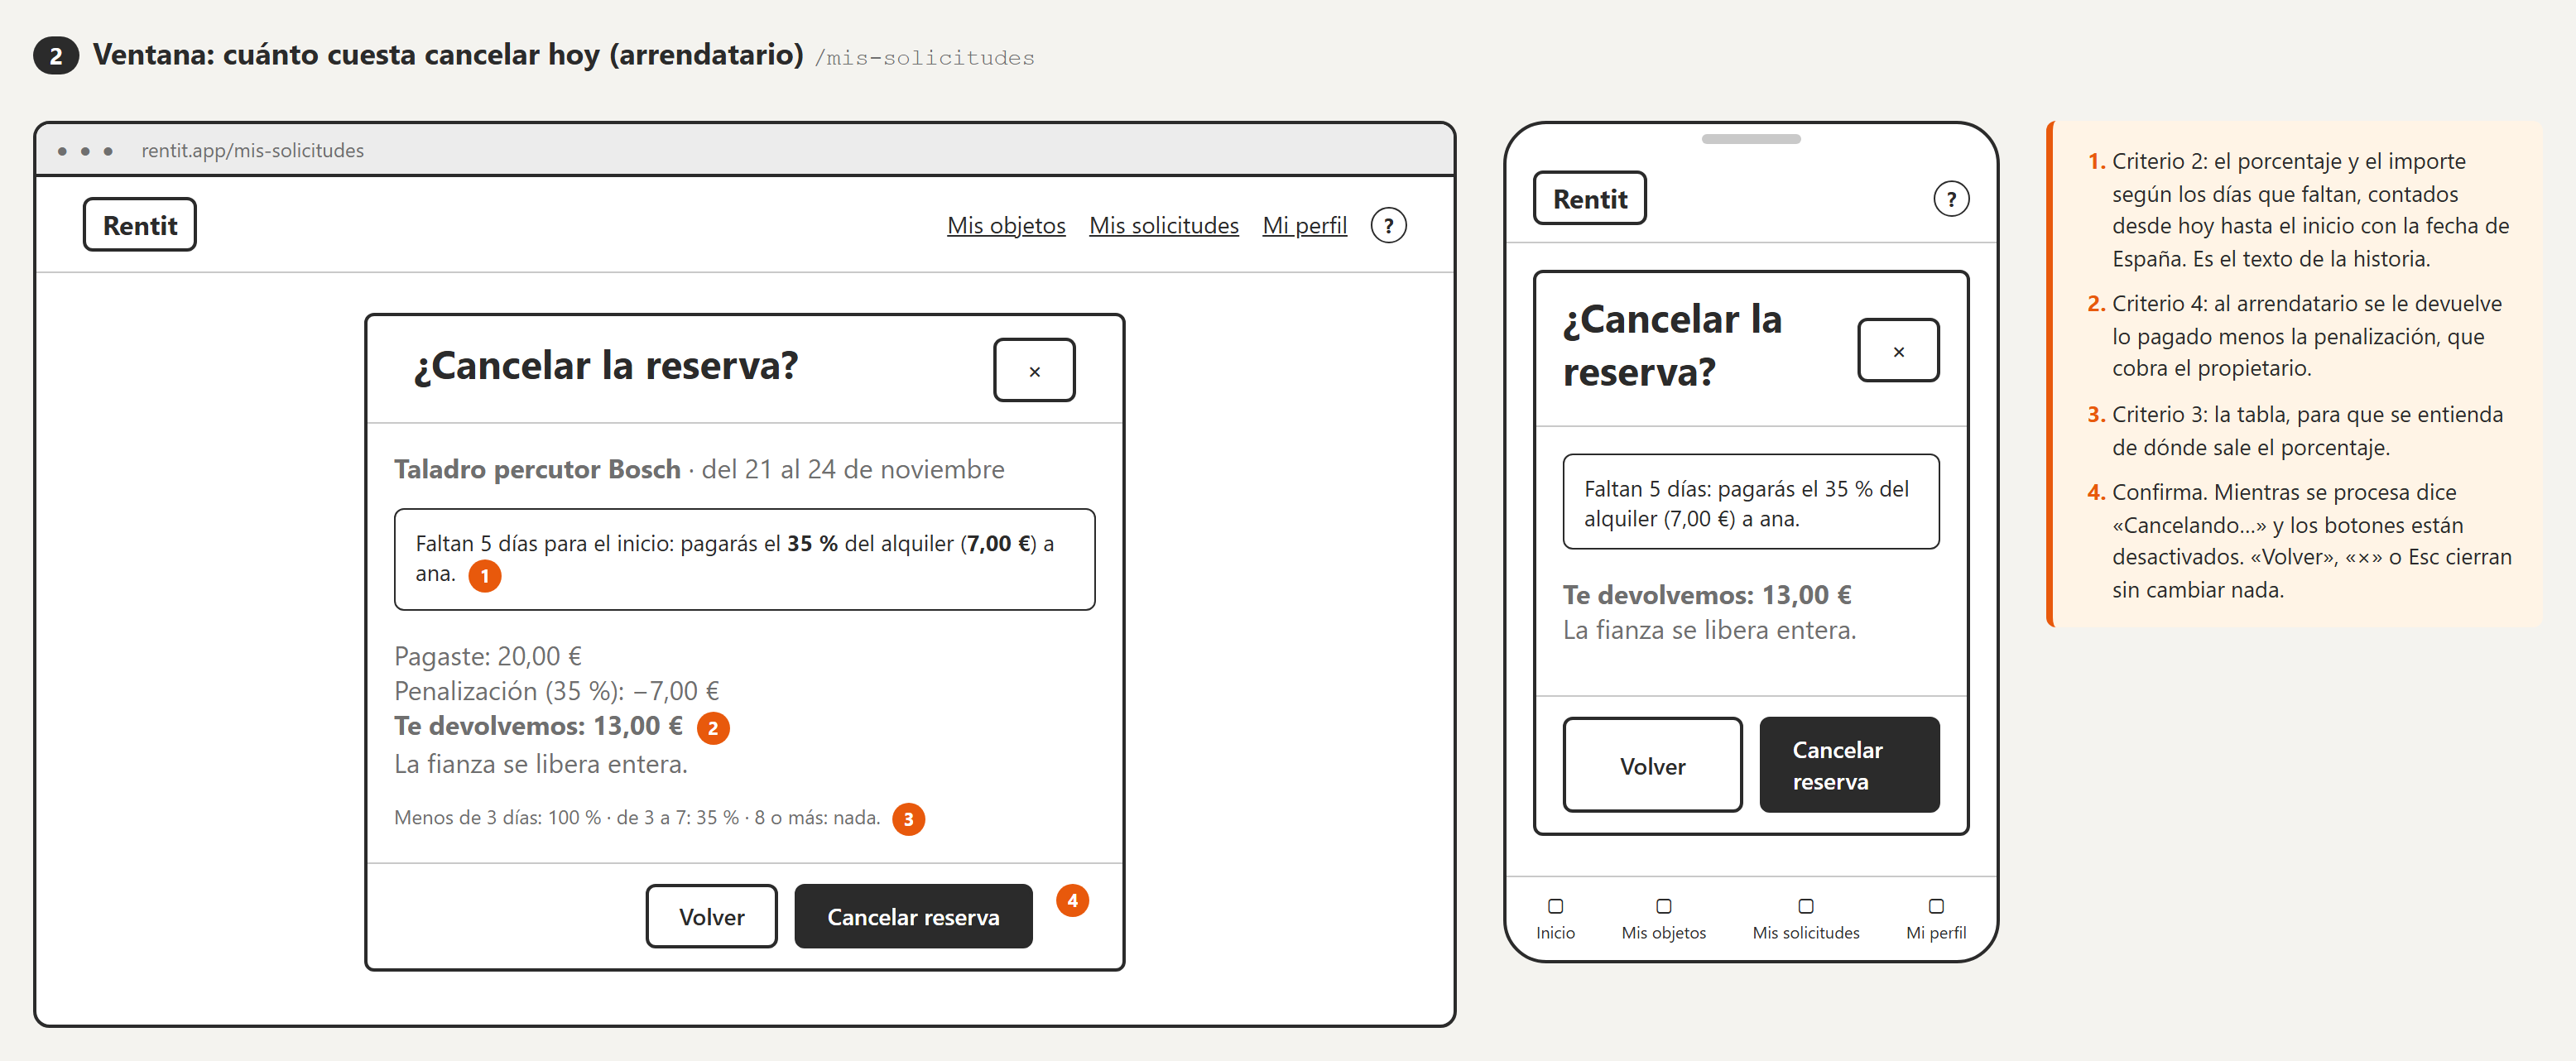 2 Ventana: cuánto cuesta cancelar hoy (arrendatario) /mis-solicitudes
rentit.app/mis-solicitudes
Rentit
Mis objetos Mis solicitudes Mi perfil ?
¿Cancelar la reserva?
×
Taladro percutor Bosch · del 21 al 24 de noviembre
Faltan 5 días para el inicio: pagarás el 35 % del alquiler (7,00 €) a
ana. 1
Pagaste: 20,00 €
Penalización (35 %): −7,00 €
Te devolvemos: 13,00 € 2
La fianza se libera entera.
Menos de 3 días: 100 % · de 3 a 7: 35 % · 8 o más: nada. 3
Volver
Cancelar reserva
4
Rentit
?
¿Cancelar la
reserva?
×
Faltan 5 días: pagarás el 35 % del
alquiler (7,00 €) a ana.
Te devolvemos: 13,00 €
La fianza se libera entera.
Volver
Cancelar
reserva
Inicio
Mis objetos
Mis solicitudes
Mi perfil
1. Criterio 2: el porcentaje y el importe
según los días que faltan, contados
desde hoy hasta el inicio con la fecha de
España. Es el texto de la historia.
2. Criterio 4: al arrendatario se le devuelve
lo pagado menos la penalización, que
cobra el propietario.
3. Criterio 3: la tabla, para que se entienda
de dónde sale el porcentaje.
4. Confirma. Mientras se procesa dice
«Cancelando…» y los botones están
desactivados. «Volver», «×» o Esc cierran
sin cambiar nada.